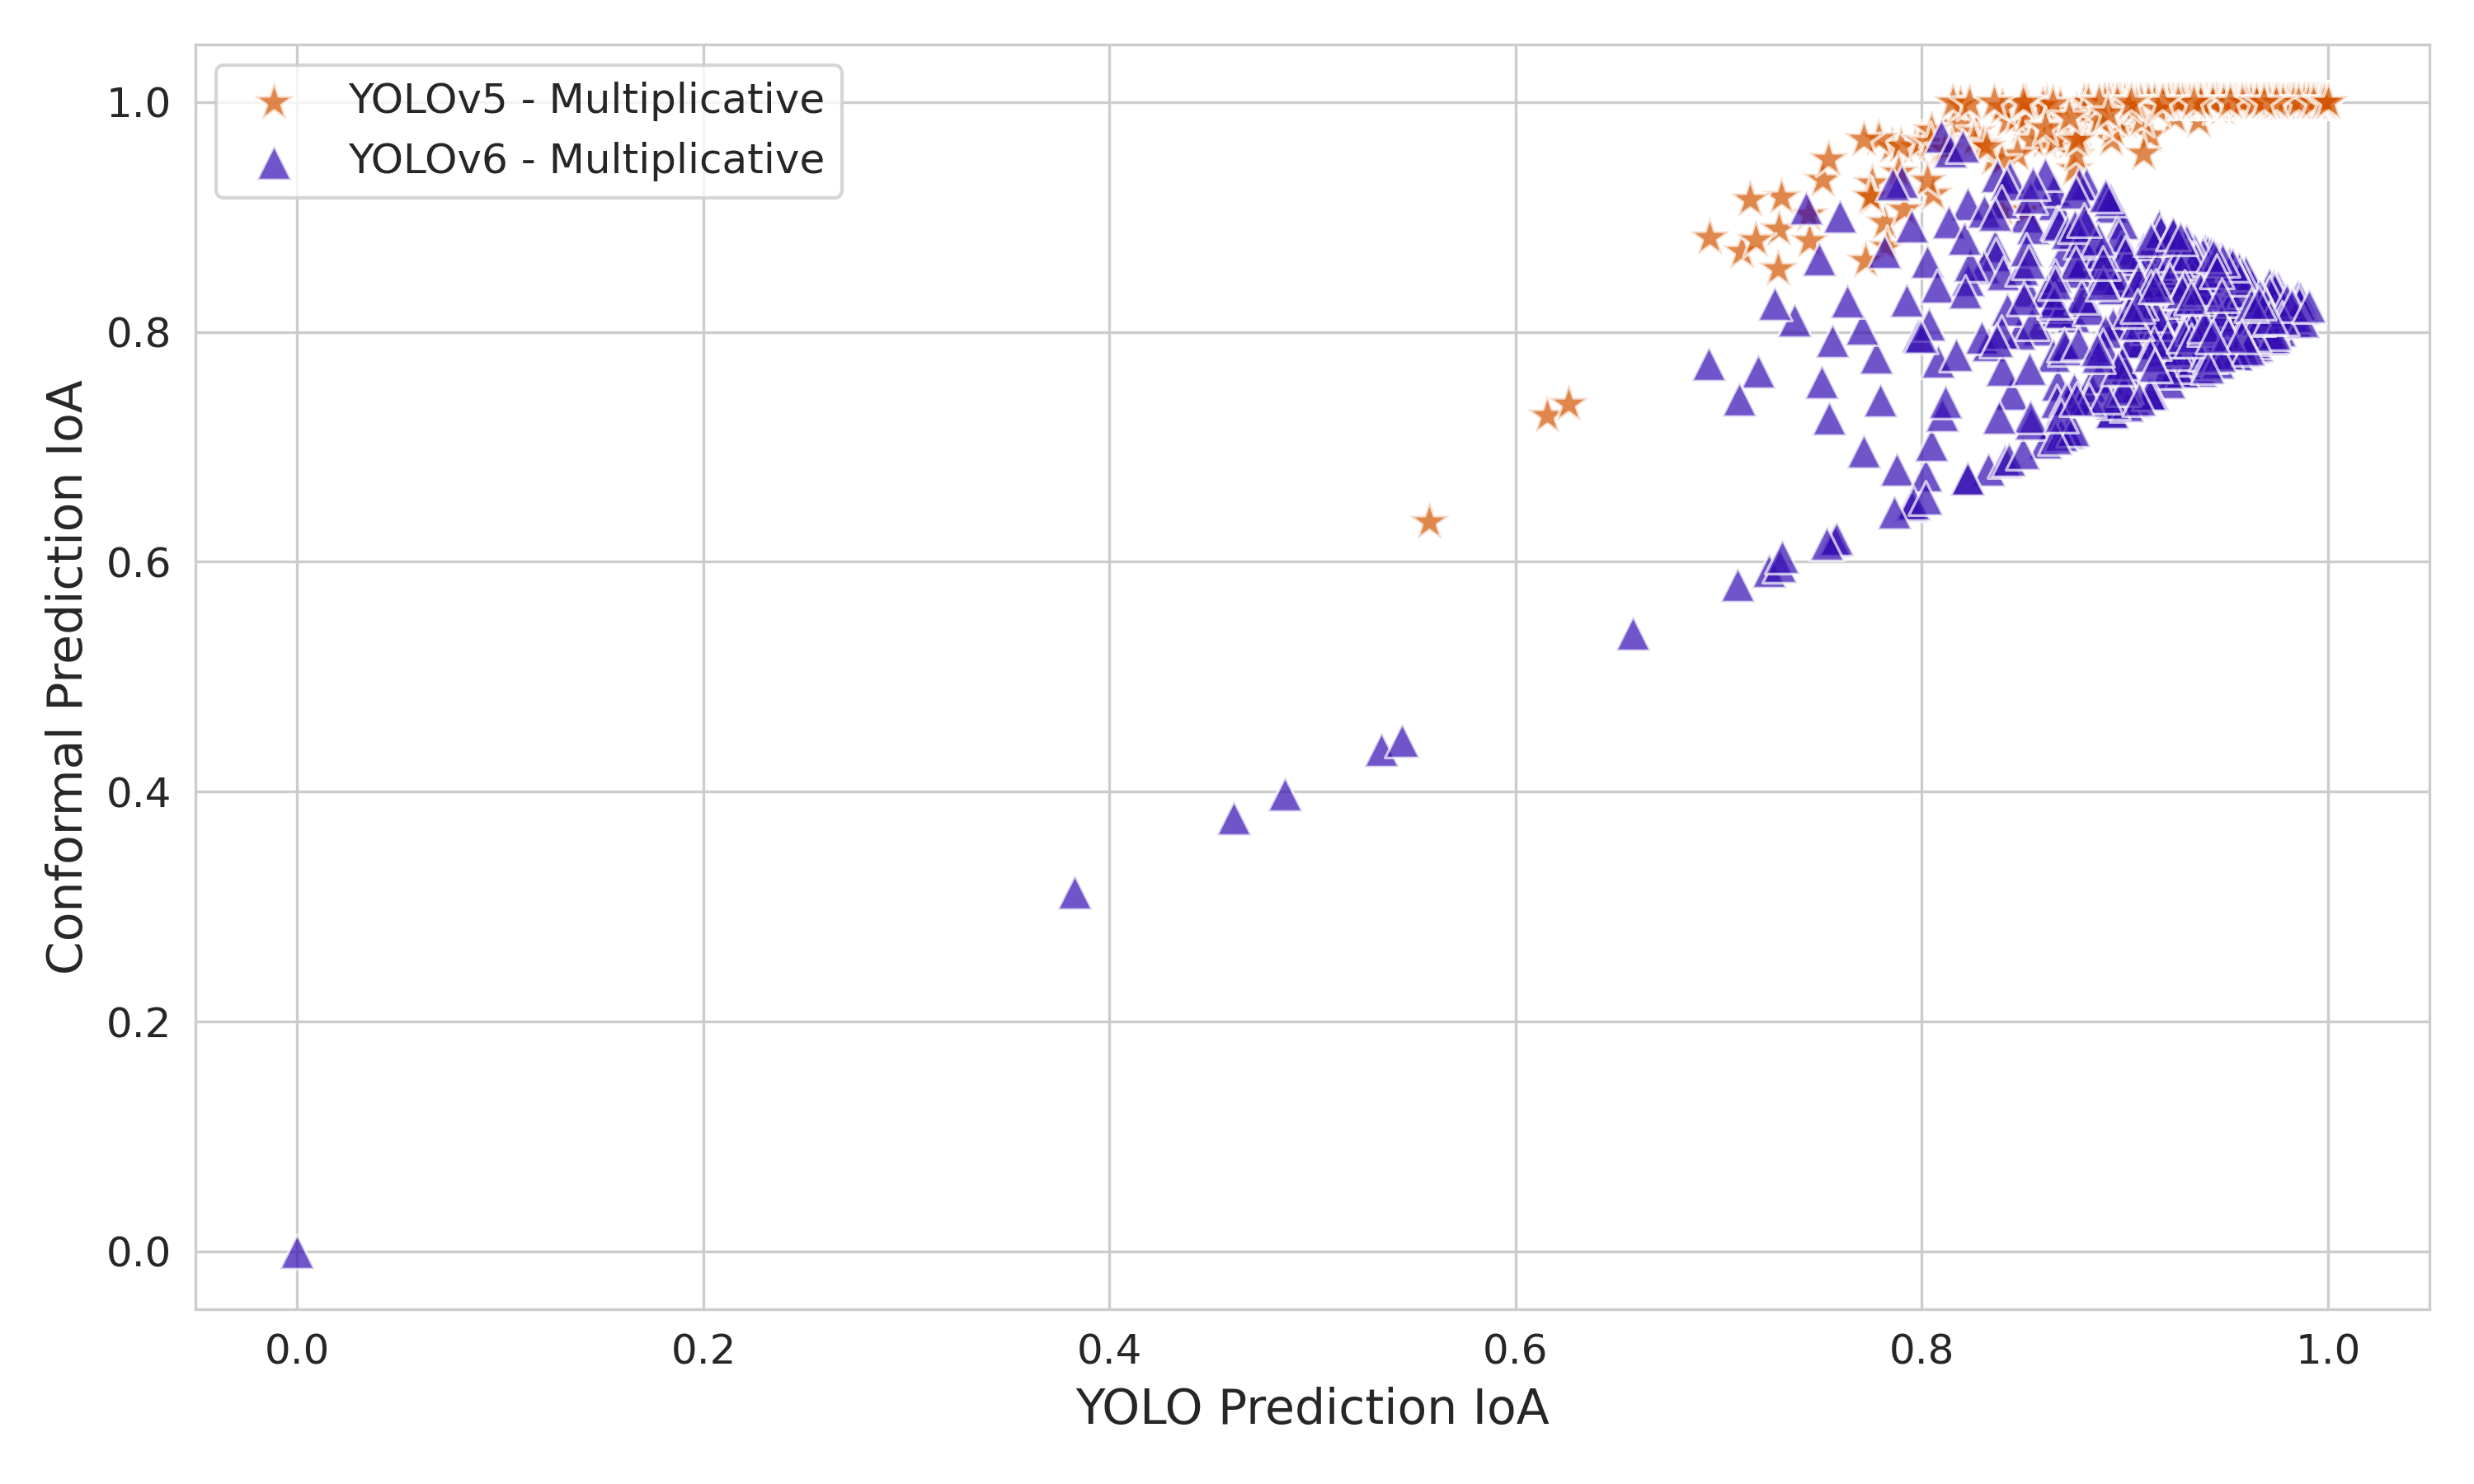 YOLOv5 - Multiplicative
YOLOv6 - Multiplicative
1.0
0.8
0.6
0.4
0.2
0.0
Conformal Prediction IoA
0.0 0.2 0.4 0.6 0.8 1.0
YOLO Prediction IoA